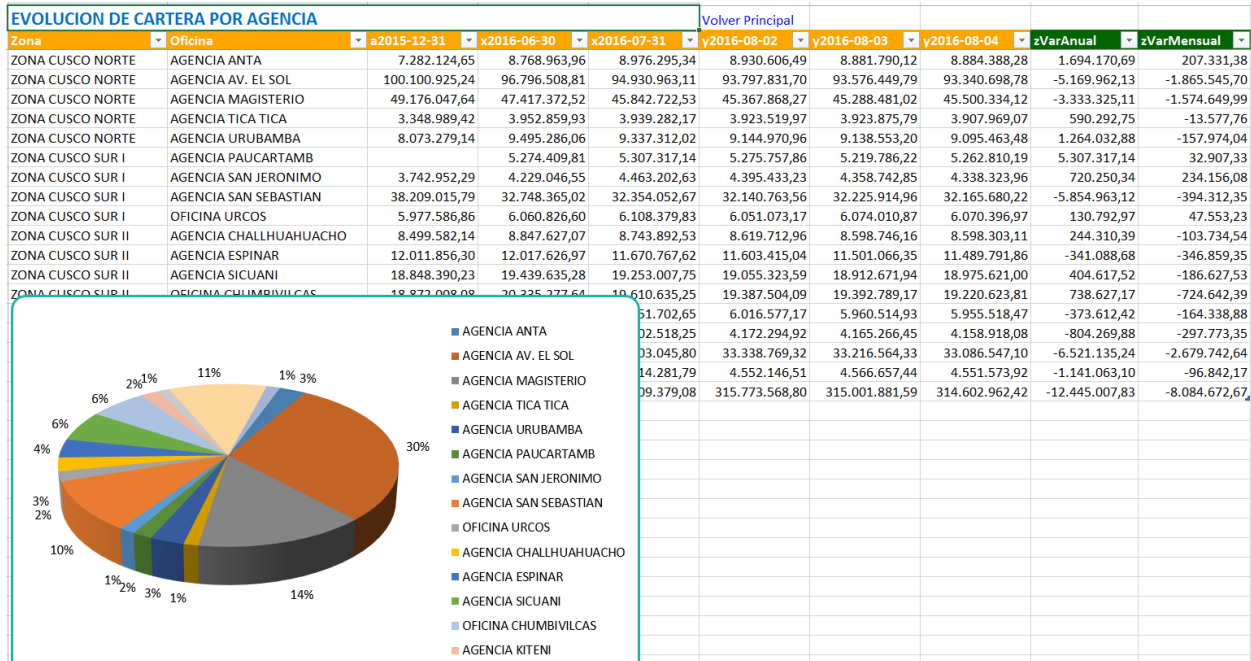 EVOLUCION DE CARTERA POR AGENCIA Volver Principal
Zona Oficina a2015-12-31 x2016-06-30 x2016-07-31 y2016-08-02 y2016-08-03 y2016-08-04 zVarAnual zVarMensual
ZONA CUSCO NORTE AGENCIA ANTA 7.282.124,65 8.768.963,96 8.976.295,34 8.930.606,49 8.881.790,12 8.884.388,28 1.694.170,69 207.331,38
ZONA CUSCO NORTE AGENCIA AV. EL SOL 100.100.925,24 96.796.508,81 94.930.963,11 93.797.831,70 93.576.449,79 93.340.698,78 -5.169.962,13 -1.865.545,70
ZONA CUSCO NORTE AGENCIA MAGISTERIO 49.176.047,64 47.417.372,52 45.842.722,53 45.367.868,27 45.288.481,02 45.500.334,12 -3.333.325,11 -1.574.649,99
ZONA CUSCO NORTE AGENCIA TICA TICA 3.348.989,42 3.952.859,93 3.939.282,17 3.923.519,97 3.923.875,79 3.907.969,07 590.292,75 -13.577,76
ZONA CUSCO NORTE AGENCIA URUBAMBA 8.073.279,14 9.495.286,06 9.337.312,02 9.144.970,96 9.138.553,20 9.095.463,48 1.264.032,88 -157.974,04
ZONA CUSCO SUR I AGENCIA PAUCARTAMB 5.274.409,81 5.307.317,14 5.275.757,86 5.219.786,22 5.262.810,19 5.307.317,14 32.907,33
ZONA CUSCO SUR I AGENCIA SAN JERONIMO 3.742.952,29 4.229.046,55 4.463.202,63 4.395.433,23 4.358.742,85 4.338.323,96 720.250,34 234.156,08
ZONA CUSCO SUR I AGENCIA SAN SEBASTIAN 38.209.015,79 32.748.365,02 32.354.052,67 32.140.763,56 32.225.914,96 32.165.680,22 -5.854.963,12 -394.312,35
ZONA CUSCO SUR I OFICINA URCOS 5.977.586,86 6.060.826,60 6.108.379,83 6.051.073,17 6.074.010,87 6.070.396,97 130.792,97 47.553,23
ZONA CUSCO SUR II AGENCIA CHALLHUAHUACHO 8.499.582,14 8.847.627,07 8.743.892,53 8.619.712,96 8.598.746,16 8.598.303,11 244.310,39 -103.734,54
ZONA CUSCO SUR II AGENCIA ESPINAR 12.011.856,30 12.017.626,97 11.670.767,62 11.603.415,04 11.501.066,35 11.489.791,86 -341.088,68 -346.859,35
ZONA CUSCO SUR II AGENCIA SICUANI 18.848.390,23 19.439.635,28 19.253.007,75 19.055.323,59 18.912.671,94 18.975.621,00 404.617,52 -186.627,53
ZONA CUSCO SUR II OFICINA CHUMBIVILCAS 18.872.008,08 20.335.277,64 19.610.635,25 19.387.504,09 19.392.789,17 19.220.623,81 738.627,17 -724.642,39
51.702,65 6.016.577,17 5.960.514,93 5.955.518,47 -373.612,42 -164.338,88
02.518,25 4.172.294,92 4.165.266,45 4.158.918,08 -804.269,88 -297.773,35
03.045,80 33.338.769,32 33.216.564,33 33.086.547,10 -6.521.135,24 -2.679.742,64
14.281,79 4.552.146,51 4.566.657,44 4.551.573,92 -1.141.063,10 -96.842,17
09.379,08 315.773.568,80 315.001.881,59 314.602.962,42 -12.445.007,83 -8.084.672,67
1% 3%
30%
14%
1%
3%
2%
1%
10%
2%
3%
4%
6%
6%
2%
1%
11%
AGENCIA ANTA
AGENCIA AV. EL SOL
AGENCIA MAGISTERIO
AGENCIA TICA TICA
AGENCIA URUBAMBA
AGENCIA PAUCARTAMB
AGENCIA SAN JERONIMO
AGENCIA SAN SEBASTIAN
OFICINA URCOS
AGENCIA CHALLHUAHUACHO
AGENCIA ESPINAR
AGENCIA SICUANI
OFICINA CHUMBIVILCAS
AGENCIA KITENI